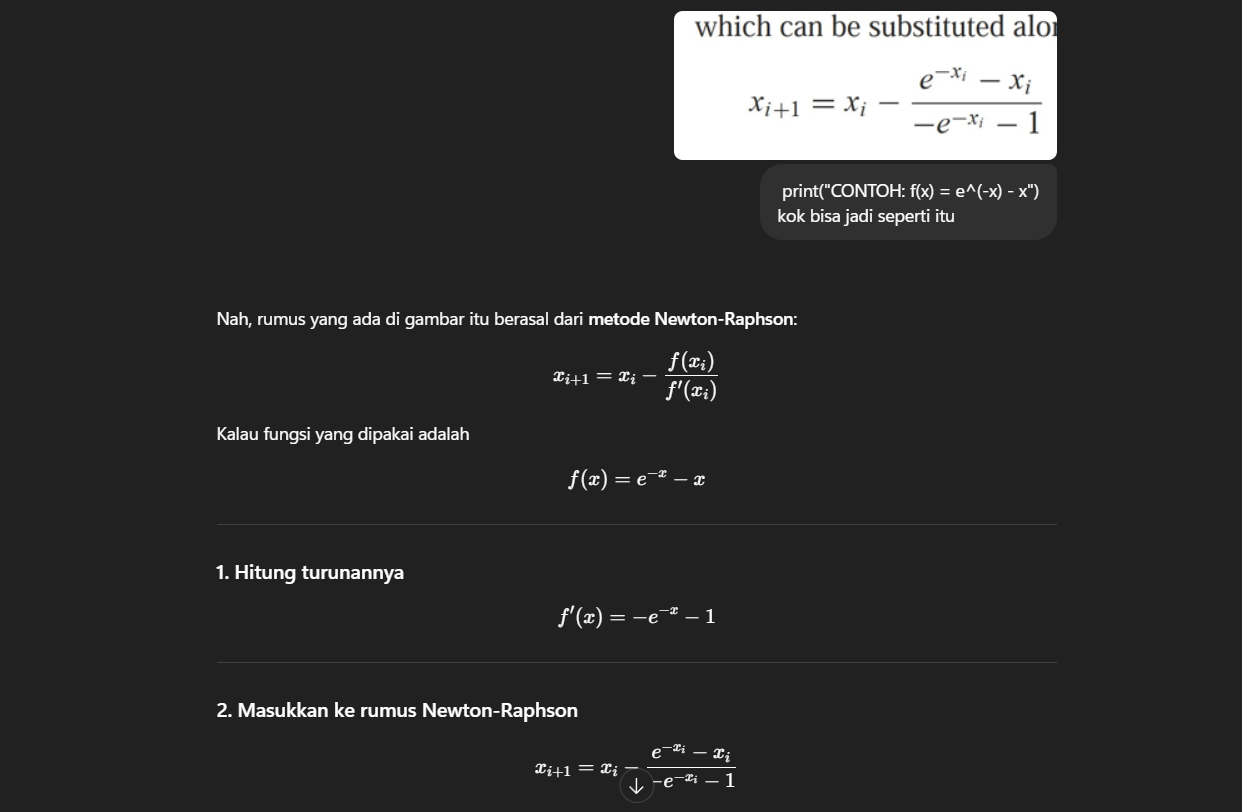 which can be substituted alo
x_{i+1} = x_i − \frac{e^{−x_i} − x_i}{−e^{−x_i} − 1}
print("CONTOH: f(x) = e^(-x) - x")
kok bisa jadi seperti itu
Nah, rumus yang ada di gambar itu berasal dari metode Newton-Raphson:
x_{i+1} = x_i − \frac{f(x_i)}{f′(x_i)}
Kalau fungsi yang dipakai adalah
f(x) = e^{−x} − x
1. Hitung turunannya
f′(x) = −e^{−x} − 1
2. Masukkan ke rumus Newton-Raphson
x_{i+1} = x_i − \frac{e^{−x_i} − x_i}{−e^{−x_i} − 1}